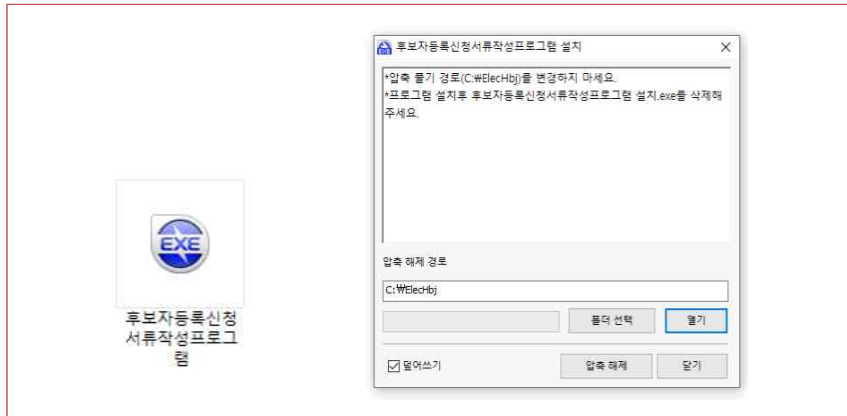 후보자등록신청서류작성프로그램 설치
*압축 풀기 경로(C:₩ElecHbj)을 변경하지 마세요.
*프로그램 설치후 후보자등록신청서류작성프로그램 설치.exe를 삭제해
주세요.
압축 해제 경로
C:₩ElecHbj
폴더 선택 열기
덮어쓰기 압축 해제 닫기
EXE
후보자등록신청
서류작성프로그
램